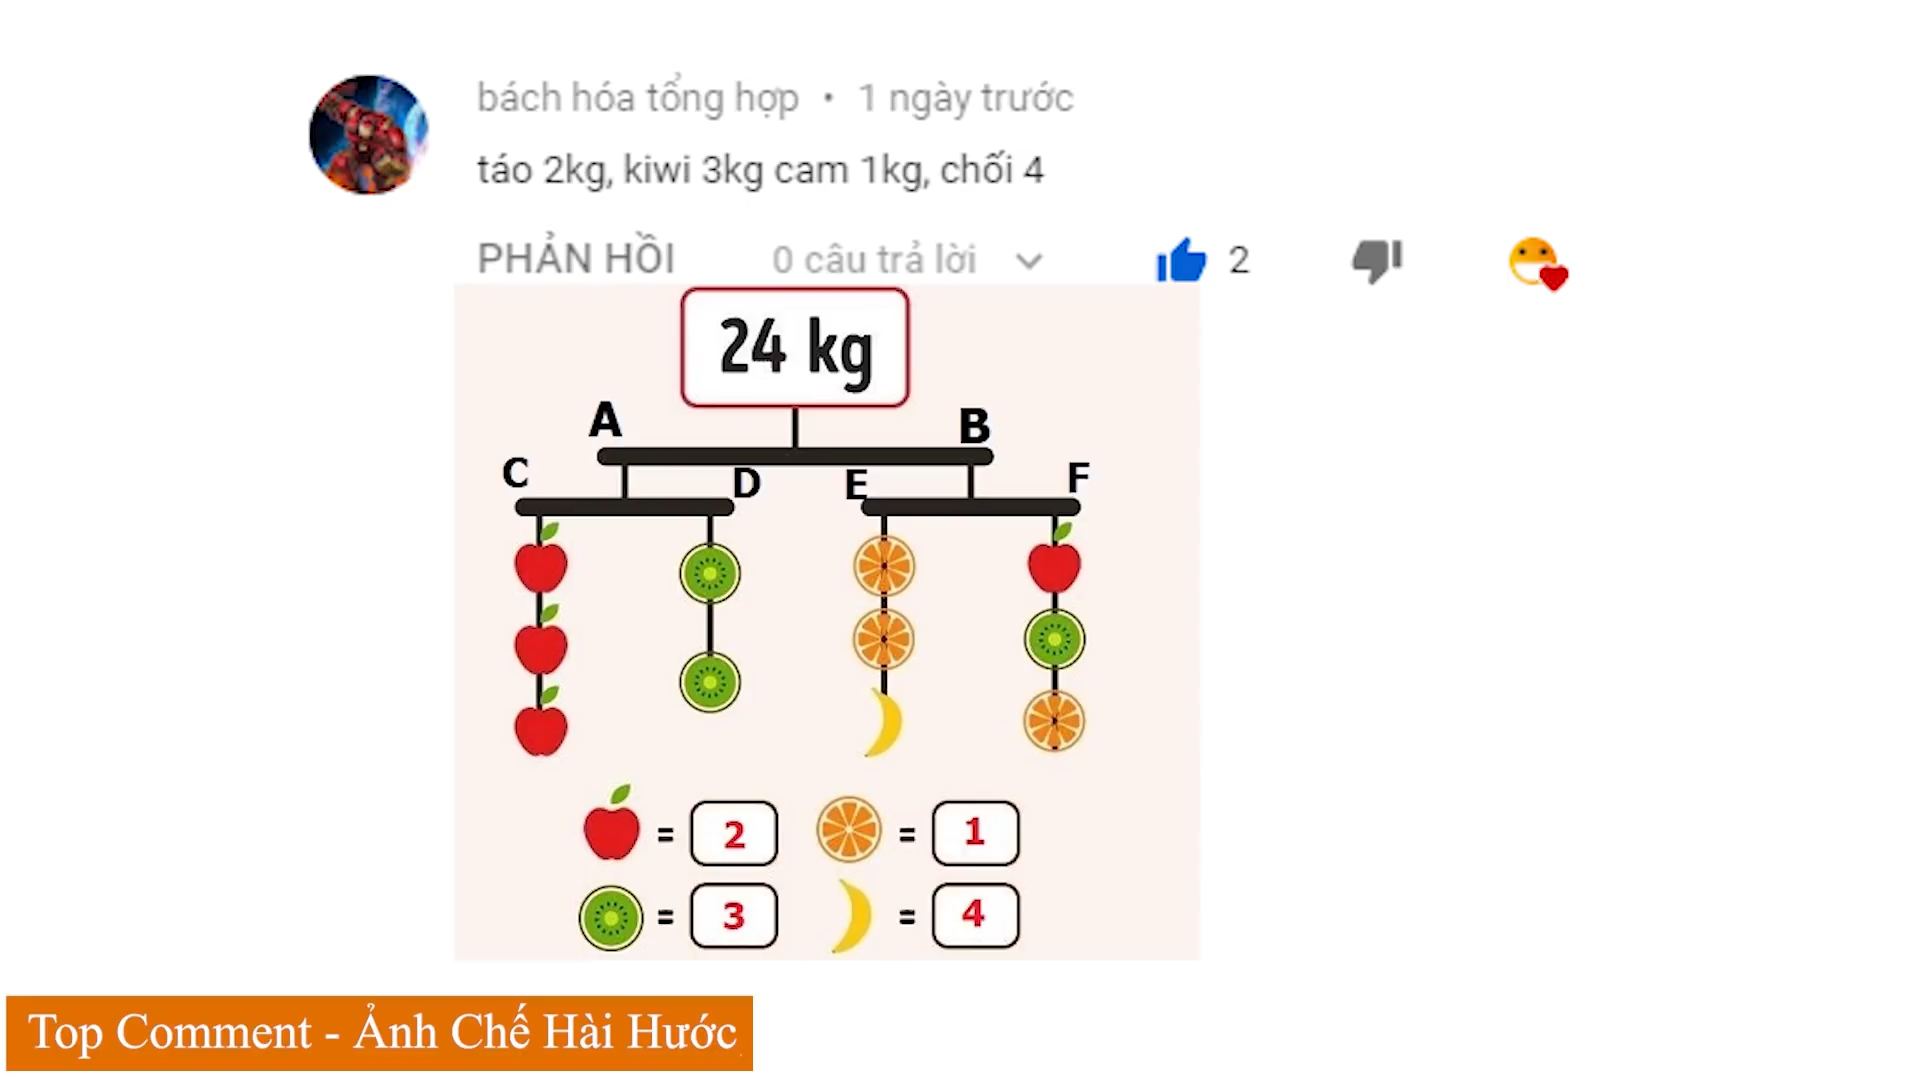 bách hóa tổng hợp • 1 ngày trước
táo 2kg, kiwi 3kg cam 1kg, chối 4
PHẢN HỒI 0 câu trả lời 2
24 kg
A B
C D E F
= 2 = 1
= 3 = 4
Top Comment - Ảnh Chế Hài Hước